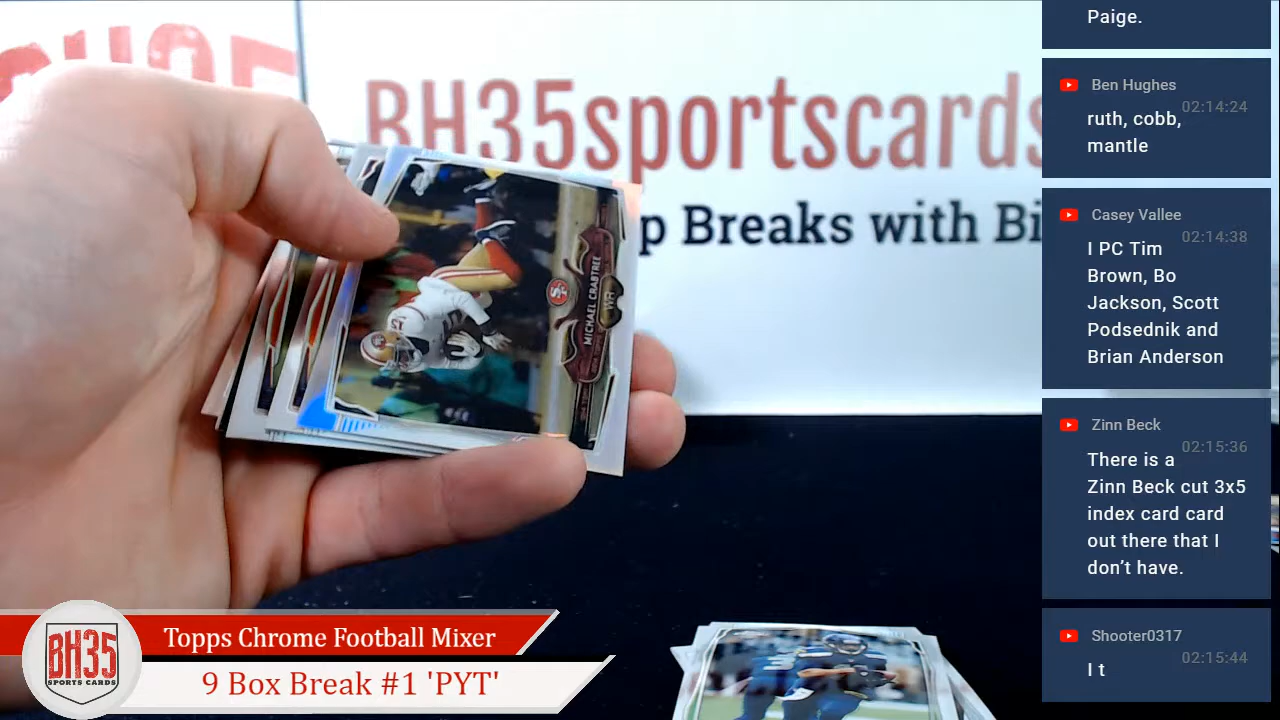 BH35sportscards
p Breaks with Bi
MICHAEL CRABTREE
WR
BH35
SPORTS CARDS
Topps Chrome Football Mixer
9 Box Break #1 'PYT'
Paige.
Ben Hughes
02:14:24
ruth, cobb,
mantle
Casey Vallee
02:14:38
I PC Tim
Brown, Bo
Jackson, Scott
Podsednik and
Brian Anderson
Zinn Beck
02:15:36
There is a
Zinn Beck cut 3x5
index card card
out there that I
don't have.
Shooter0317
02:15:44
I t